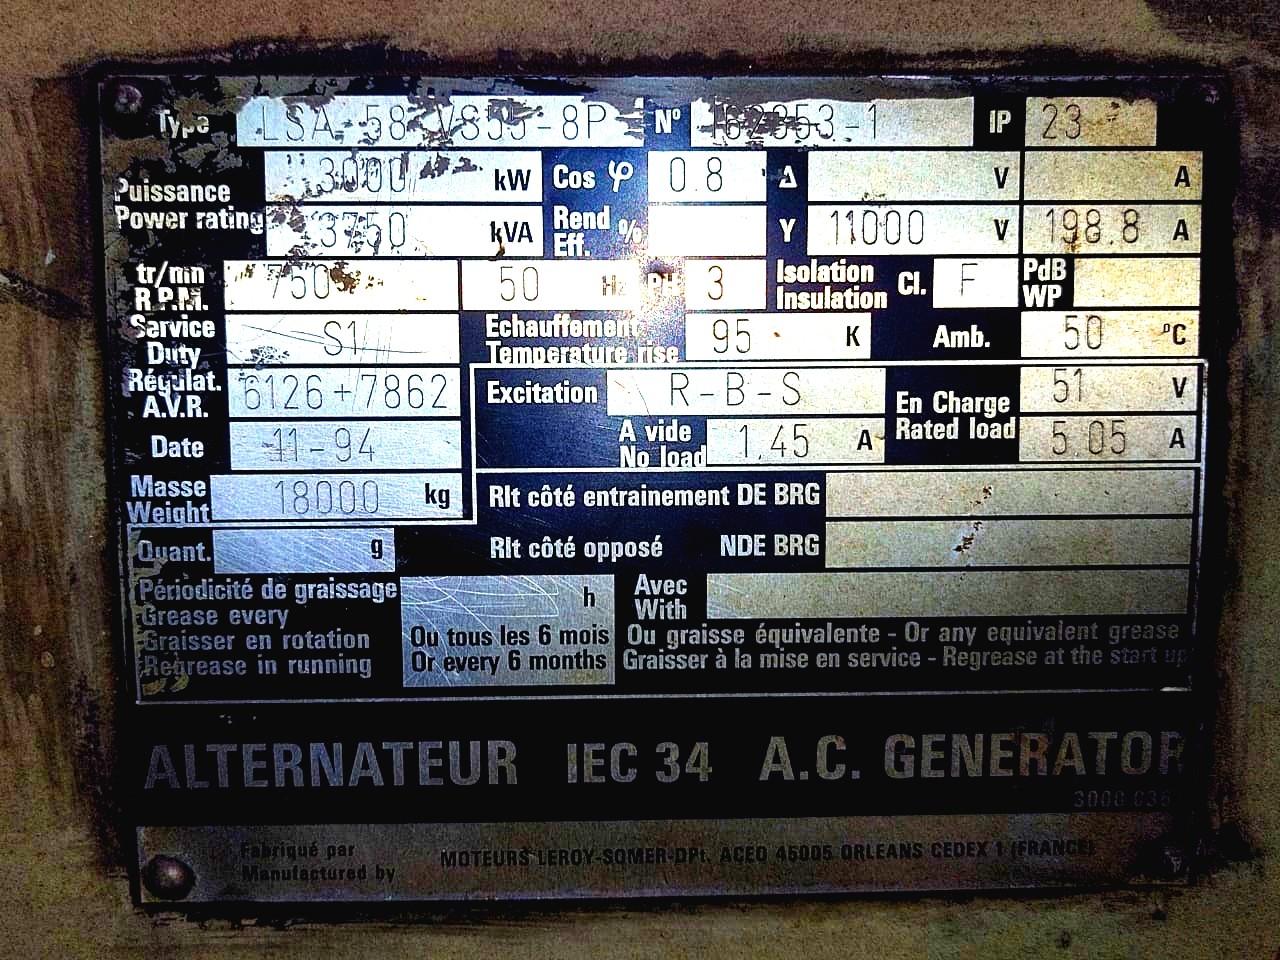 Type LSA 58 VS55-8P Nº 162353-1 IP 23
Puissance
Power rating
3000 kW Cos φ 0.8 Δ V A
3750 kVA Rend Eff. % Y 11000 V 198.8 A
tr/min
R.P.M. 750 50 Hz PH 3 Isolation
Insulation Cl. F PdB
WP
Service
Duty S1 Echauffement
Temperature rise 95 K Amb. 50 ºC
Régulat.
A.V.R. 6126+7862 Excitation R-B-S En Charge
Rated load 51 V
5.05 A
Date 11-94 A vide
No load 1.45 A
Masse
Weight 18000 kg Rlt côté entrainement DE BRG
Quant. g Rlt côté opposé NDE BRG
Périodicité de graissage
Grease every
Graisser en rotation
Regrease in running
h
Ou tous les 6 mois
Or every 6 months
Avec
With
Ou graisse équivalente - Or any equivalent grease
Graisser à la mise en service - Regrease at the start up
ALTERNATEUR IEC 34 A.C. GENERATOR
Fabriqué par
Manufactured by
MOTEURS LEROY-SOMER-DPt. ACEO 45005 ORLEANS CEDEX 1 (FRANCE)